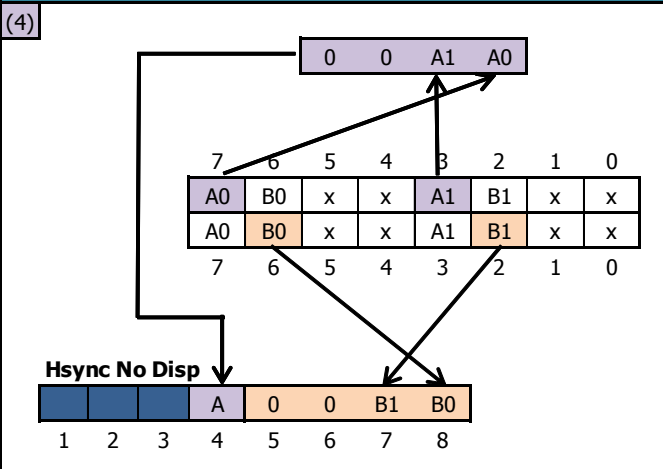 (4)
0 0 A1 A0
7 6 5 4 3 2 1 0
A0 B0 x x A1 B1 x x
A0 B0 x x A1 B1 x x
7 6 5 4 3 2 1 0
Hsync No Disp
A 0 0 B1 B0
1 2 3 4 5 6 7 8